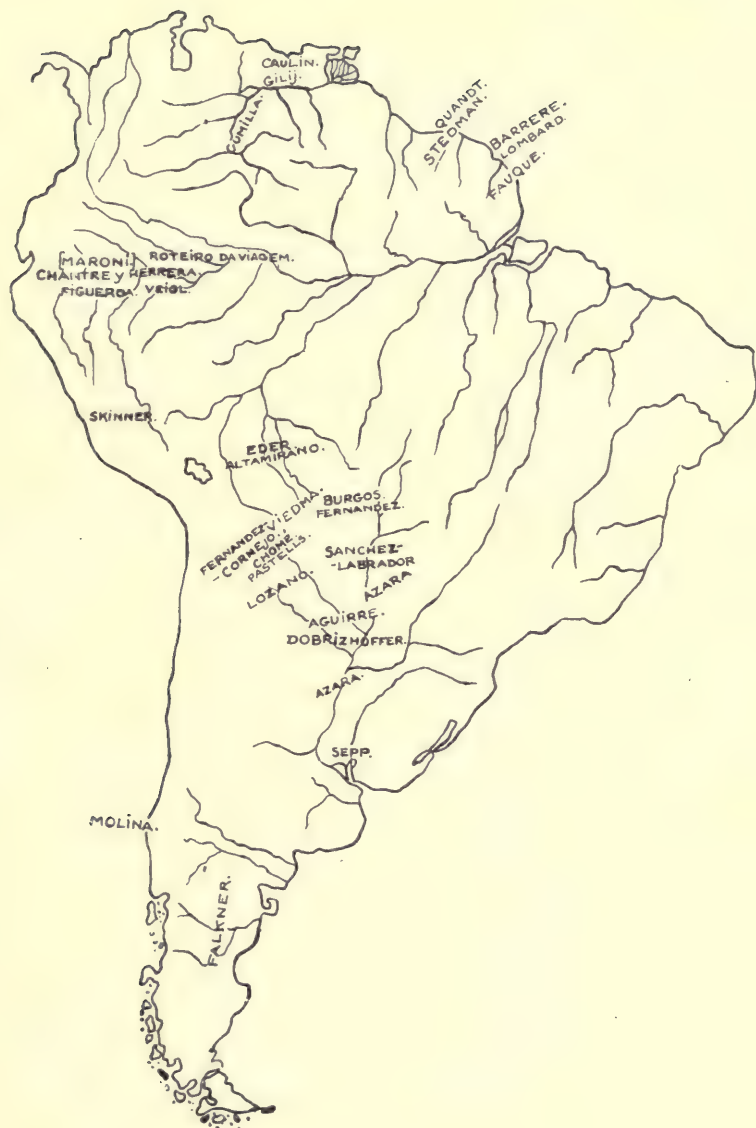 CAULIN.
GILIJ.
GUMILLA.
QUANDT.
STEDMAN.
BARRERE.
LOMBARD.
FAUQUE.
[MARONI] ROTEIRO DA VIAGEM.
CHANTRE y HERRERA.
FIGUEROA. VEIGL.
SKINNER.
EDER
ALTAMIRANO.
VIEDMA.
BURGOS.
FERNANDEZ.
FERNANDEZ-
-CORNEJO.
CHOME
PASTELLS.
SANCHEZ-
-LABRADOR
LOZANO.
AZARA
AGUIRRE.
DOBRIZHOFFER.
AZARA.
SEPP.
MOLINA.
FALKNER.